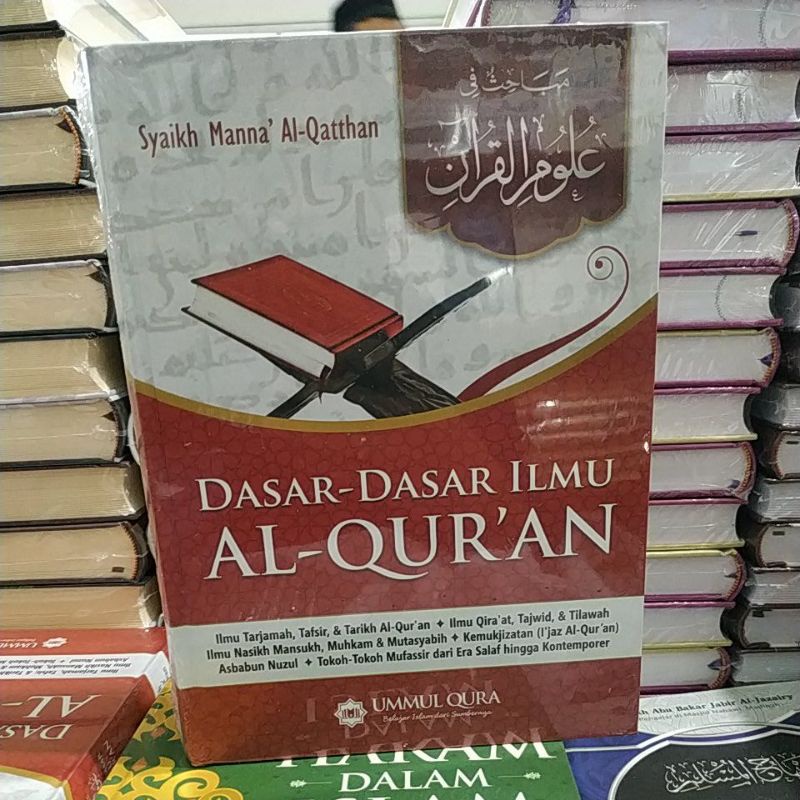 Syaikh Manna' Al-Qatthan
مباحث في
علوم القرآن
DASAR-DASAR ILMU
AL-QUR'AN
Ilmu Tarjamah, Tafsir, & Tarikh Al-Qur'an ✦ Ilmu Qira'at, Tajwid, & Tilawah
Ilmu Nasikh Mansukh, Muhkam & Mutasyabih ✦ Kemukjizatan (I'jaz Al-Qur'an)
Asbabun Nuzul ✦ Tokoh-Tokoh Mufassir dari Era Salaf hingga Kontemporer
UMMUL QURA
Belajar Islam dari Sumbernya
DALAM
Abu Bakar Jabir Al-Jazairy